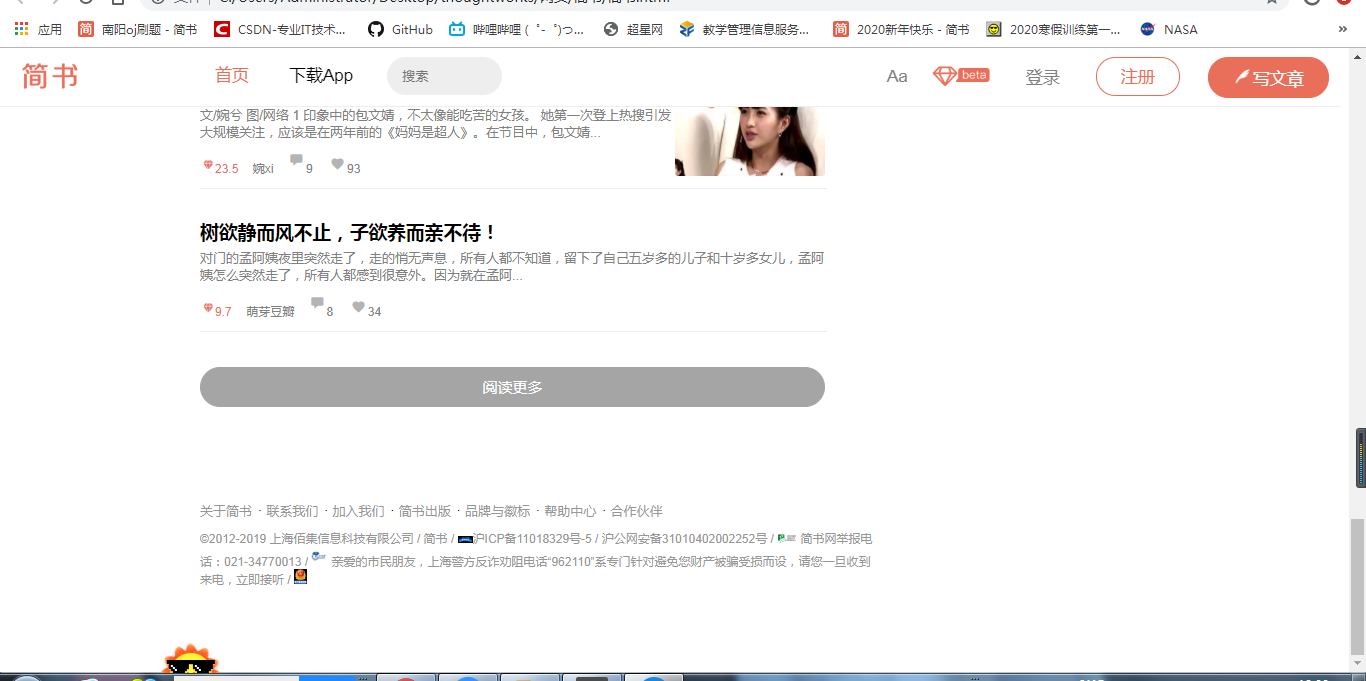 应用 南阳oj刷题 - 简书 CSDN-专业IT技术... GitHub 哔哩哔哩 ( ゜- ゜)つ... 超星网 教学管理信息服务... 2020新年快乐 - 简书 2020寒假训练第一... NASA »
简书 首页 下载App 搜索 Aa beta 登录 注册 写文章
文/婉兮 图/网络 1 印象中的包文婧，不太像能吃苦的女孩。 她第一次登上热搜引发
大规模关注，应该是在两年前的《妈妈是超人》。在节目中，包文婧...
23.5 婉xi 9 93
树欲静而风不止，子欲养而亲不待！
对门的孟阿姨夜里突然走了，走的悄无声息，所有人都不知道，留下了自己五岁多的儿子和十岁多女儿，孟阿
姨怎么突然走了，所有人都感到很意外。因为就在孟阿...
9.7 萌芽豆瓣 8 34
阅读更多
关于简书 · 联系我们 · 加入我们 · 简书出版 · 品牌与徽标 · 帮助中心 · 合作伙伴
©2012-2019 上海佰集信息科技有限公司 / 简书 / 沪ICP备11018329号-5 / 沪公网安备31010402002252号 / 简书网举报电
话：021-34770013 / 亲爱的市民朋友，上海警方反诈劝阻电话“962110”系专门针对避免您财产被骗受损而设，请您一旦收到
来电，立即接听 /